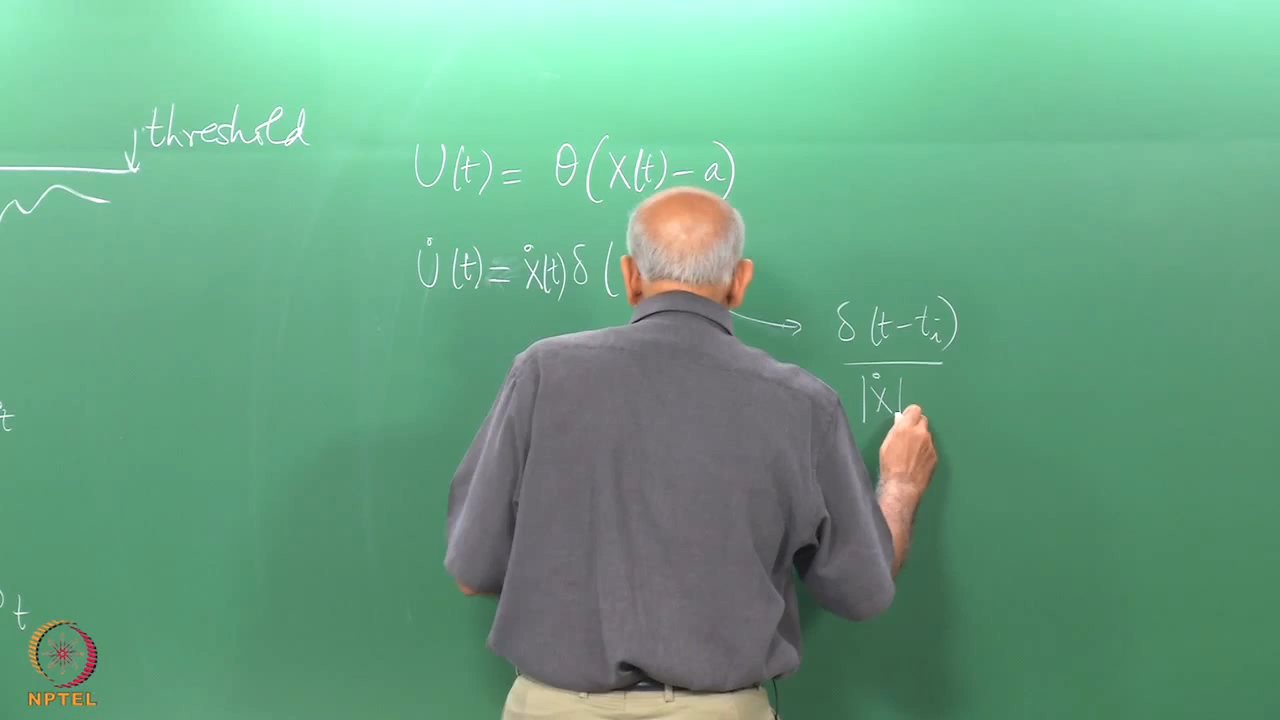 threshold
U(t) = θ(X(t) − a)
U̇(t) = Ẋ(t) δ (
δ(t − tᵢ)
|Ẋ|
t
t
NPTEL